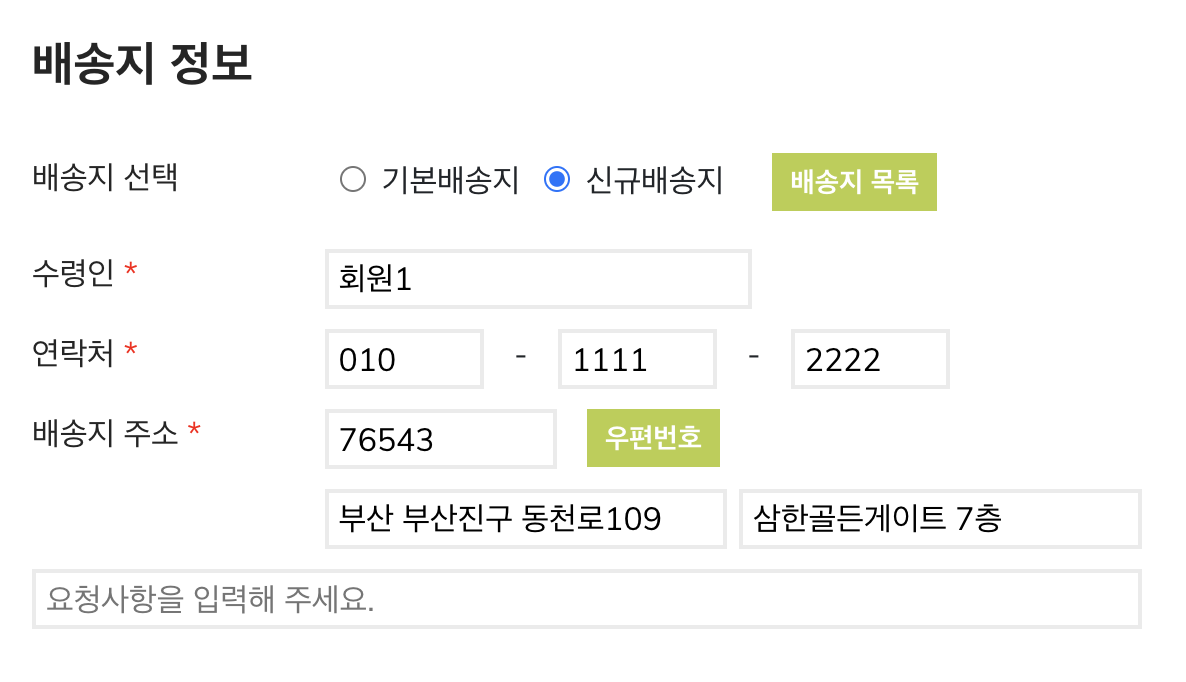 배송지 정보
배송지 선택 기본배송지 신규배송지 배송지 목록
수령인 * 회원1
연락처 * 010 - 1111 - 2222
배송지 주소 * 76543 우편번호
부산 부산진구 동천로109 삼한골든게이트 7층
요청사항을 입력해 주세요.